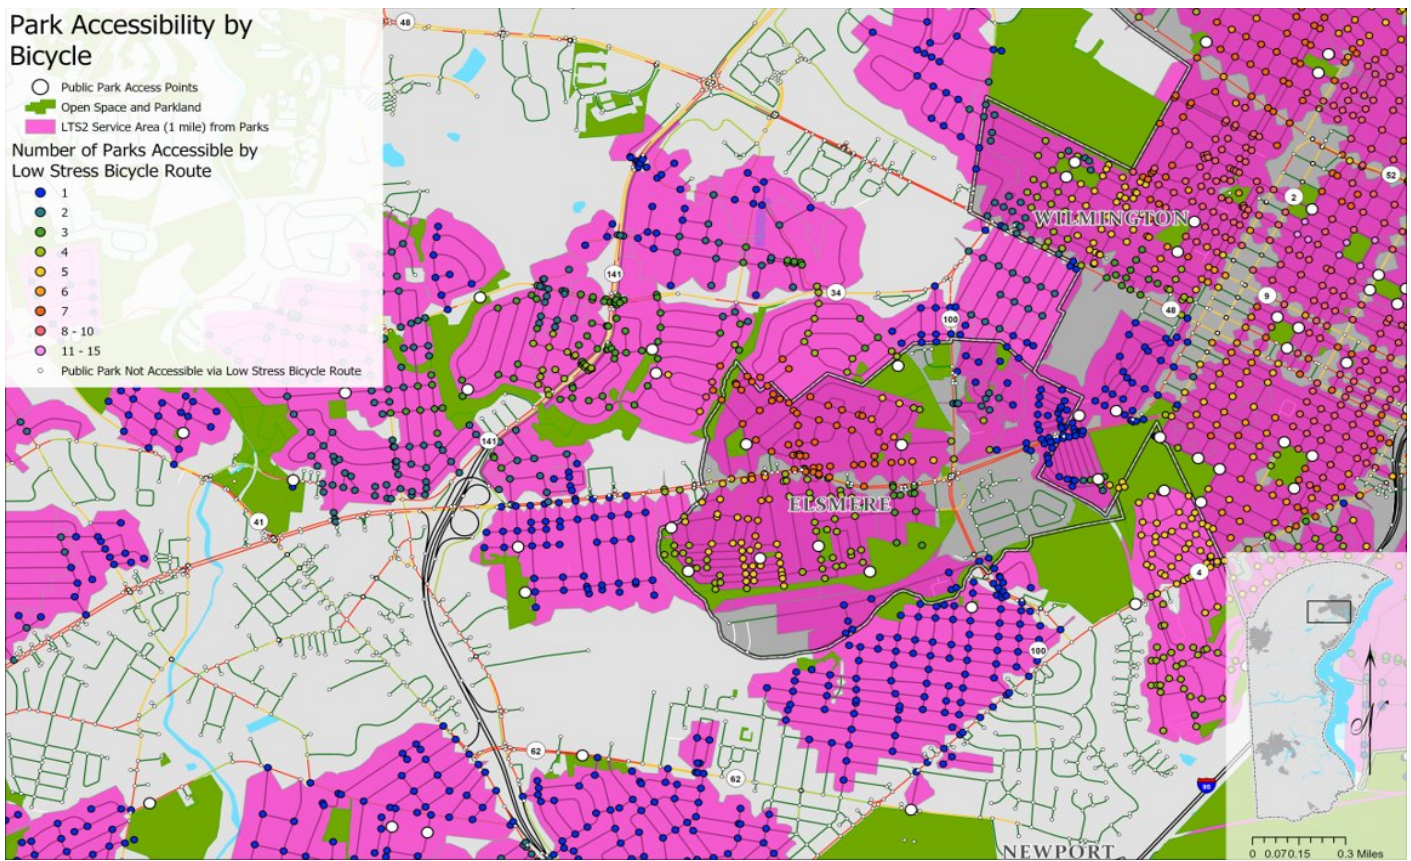 Park Accessibility by
Bicycle
Public Park Access Points
Open Space and Parkland
LTS2 Service Area (1 mile) from Parks
Number of Parks Accessible by
Low Stress Bicycle Route
1
2
3
4
5
6
7
8 - 10
11 - 15
Public Park Not Accessible via Low Stress Bicycle Route
48
52
2
WILMINGTON
141
34
9
48
100
141
ELSMERE
41
4
100
62
62
95
NEWPORT
N
0 0.070.15 0.3 Miles